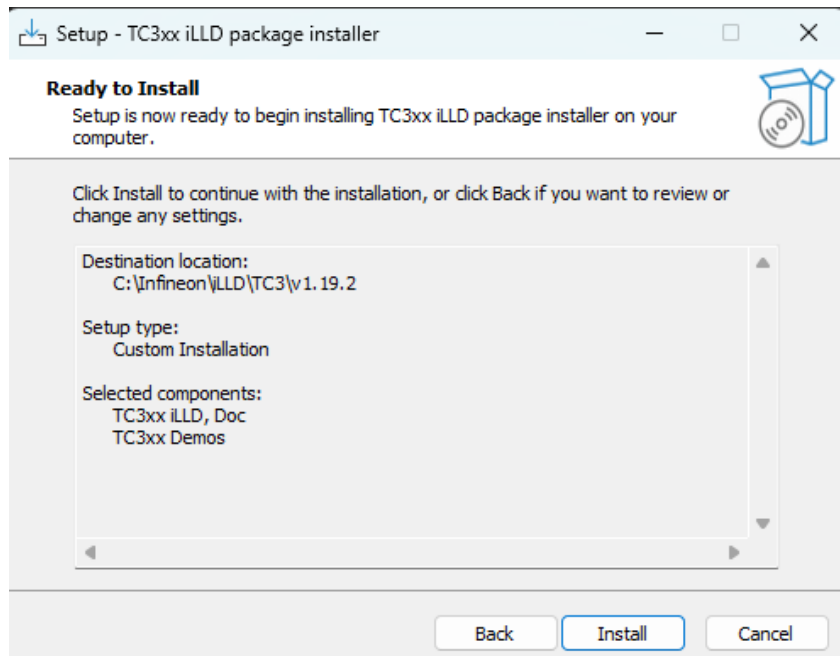 Setup - TC3xx iLLD package installer
Ready to Install
Setup is now ready to begin installing TC3xx iLLD package installer on your
computer.
Click Install to continue with the installation, or click Back if you want to review or
change any settings.
Destination location:
C:\Infineon\iLLD\TC3\v1.19.2
Setup type:
Custom Installation
Selected components:
TC3xx iLLD, Doc
TC3xx Demos
Back
Install
Cancel